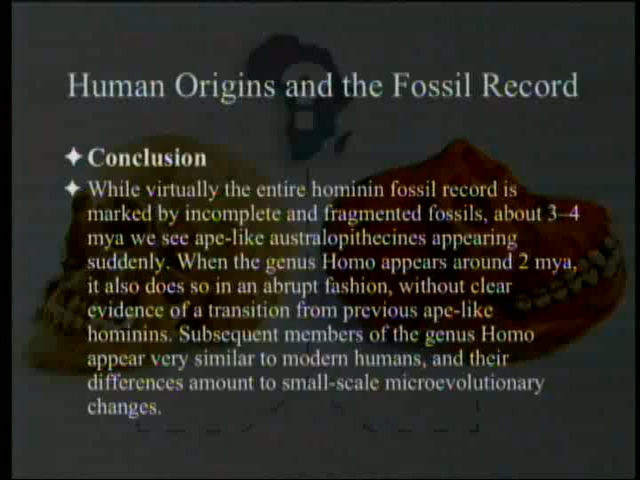 Human Origins and the Fossil Record
Conclusion
While virtually the entire hominin fossil record is
marked by incomplete and fragmented fossils, about 3–4
mya we see ape-like australopithecines appearing
suddenly. When the genus Homo appears around 2 mya,
it also does so in an abrupt fashion, without clear
evidence of a transition from previous ape-like
hominins. Subsequent members of the genus Homo
appear very similar to modern humans, and their
differences amount to small-scale microevolutionary
changes.